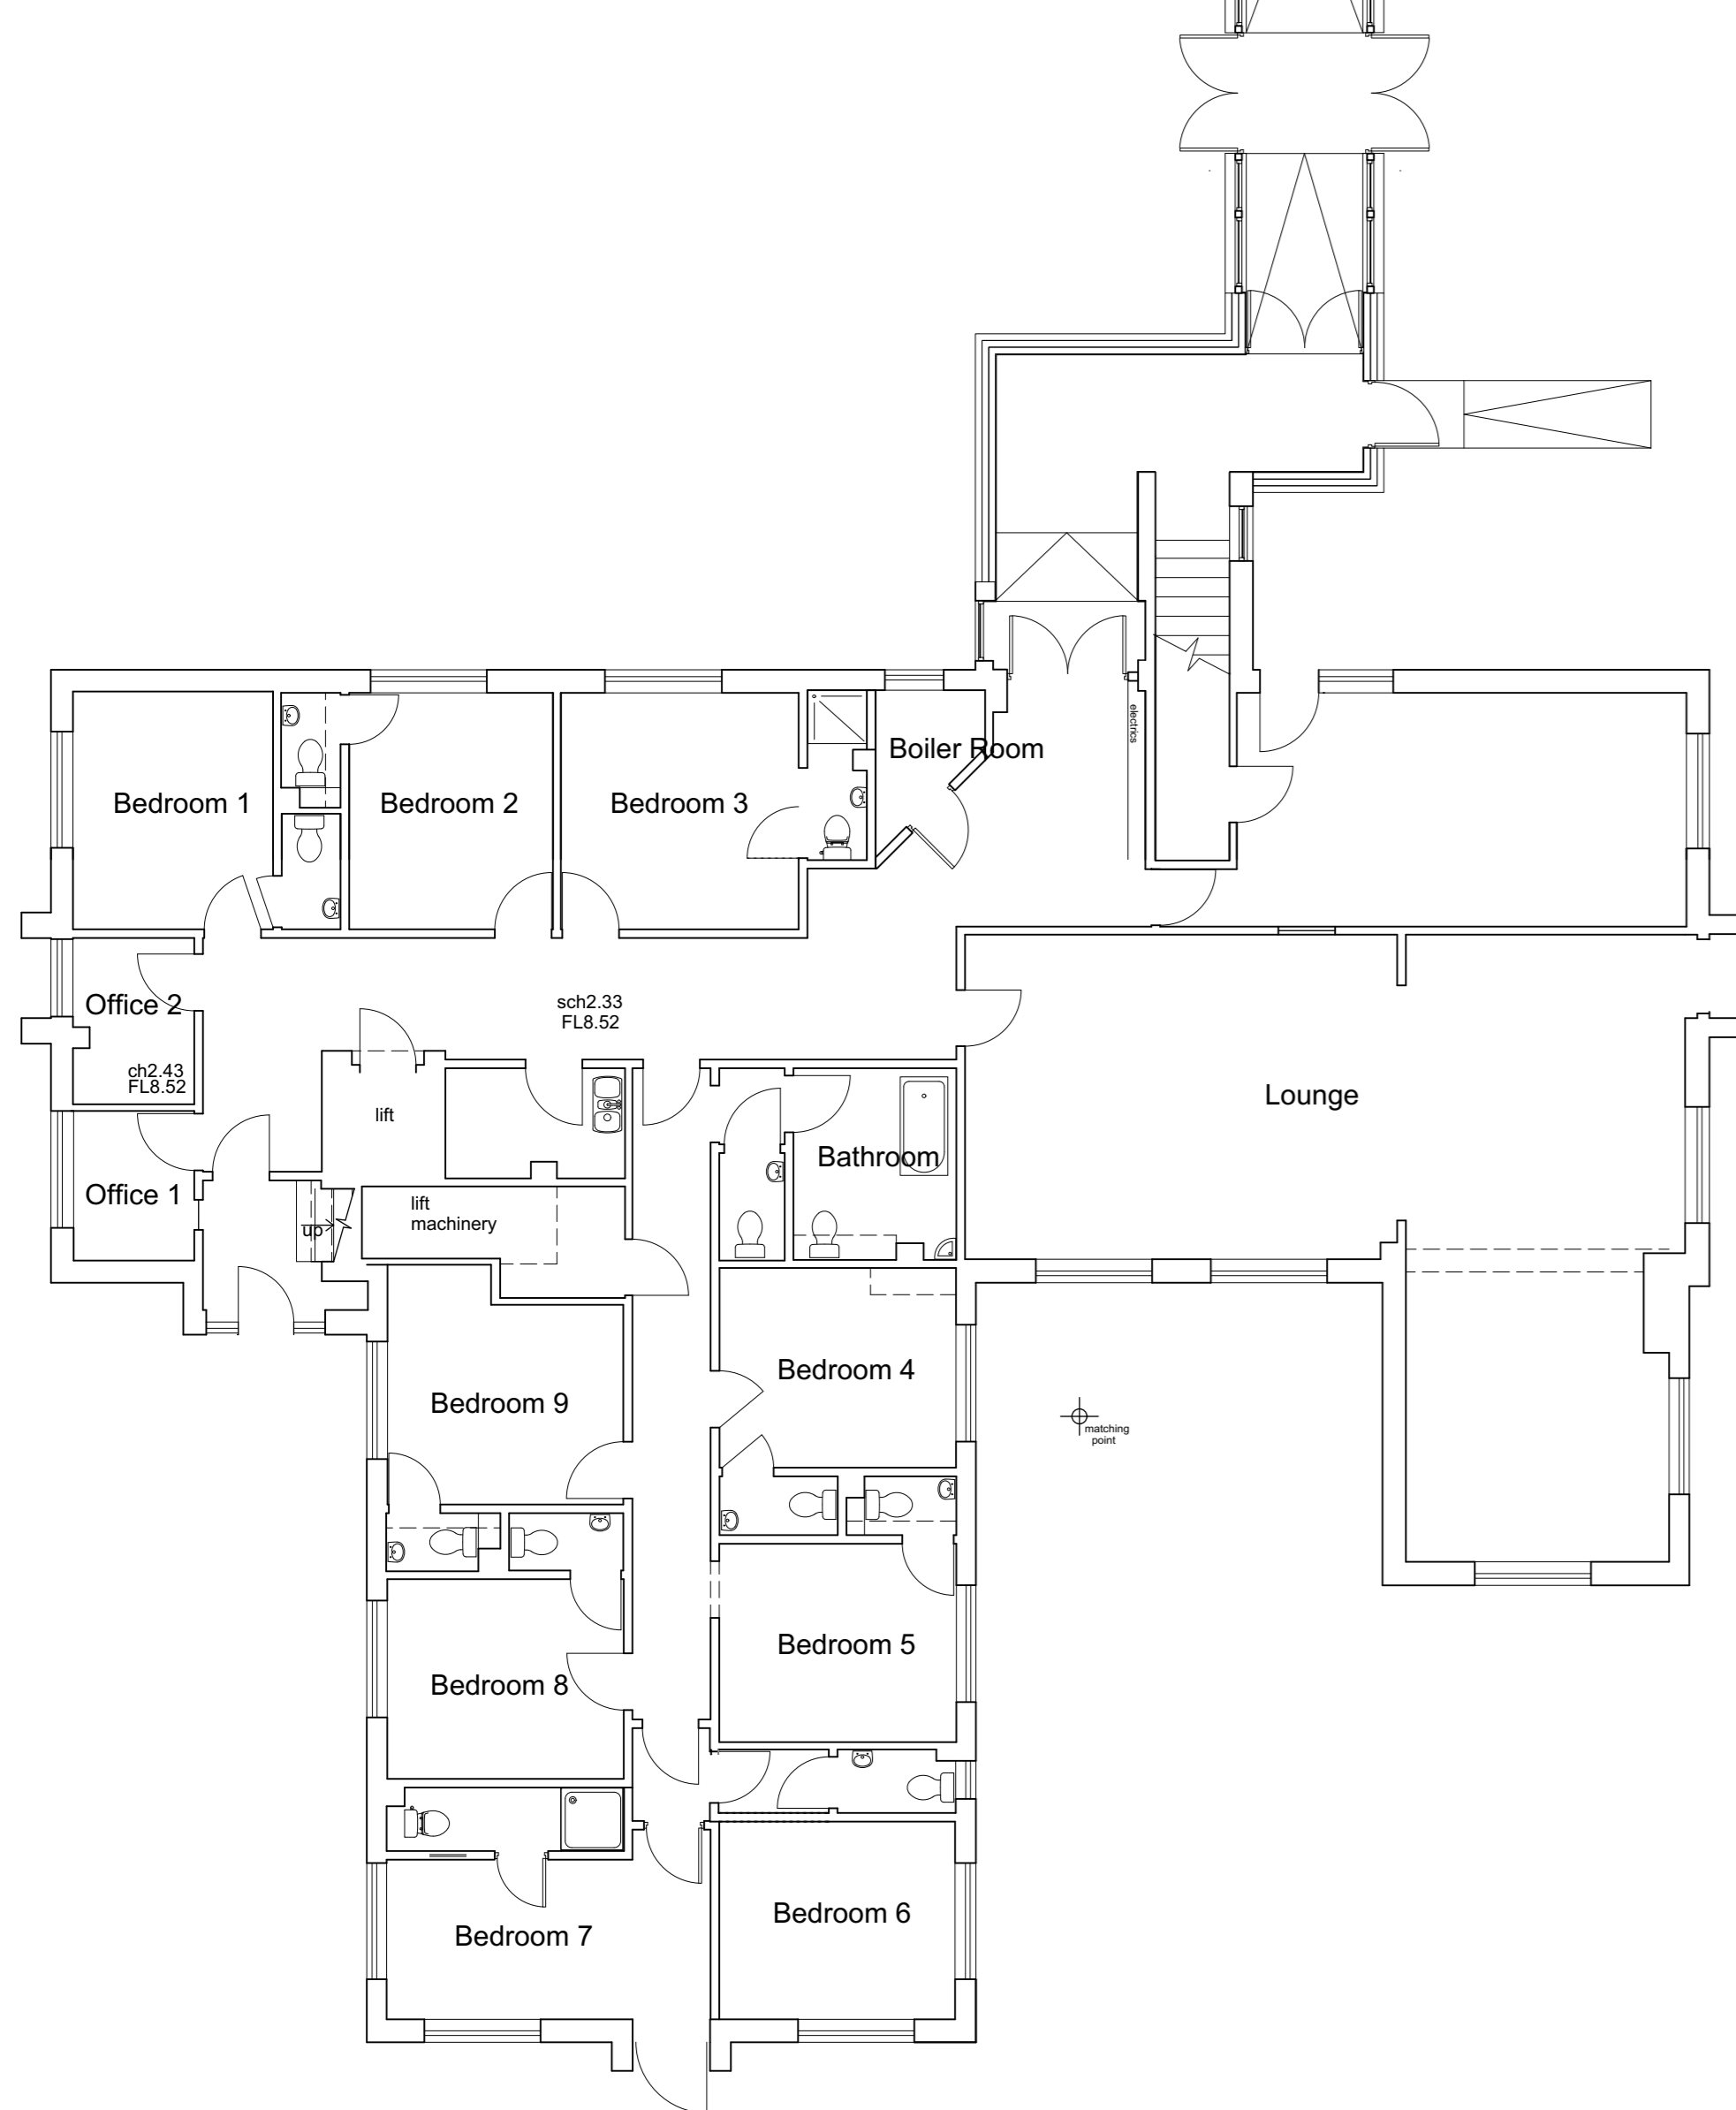 electrics
Boiler Room
Bedroom 1
Bedroom 2
Bedroom 3
Office 2
sch2.33
FL8.52
ch2.43
FL8.52
lift
Lounge
Bathroom
Office 1
lift
machinery
up
Bedroom 4
Bedroom 9
matching
point
Bedroom 5
Bedroom 8
Bedroom 6
Bedroom 7